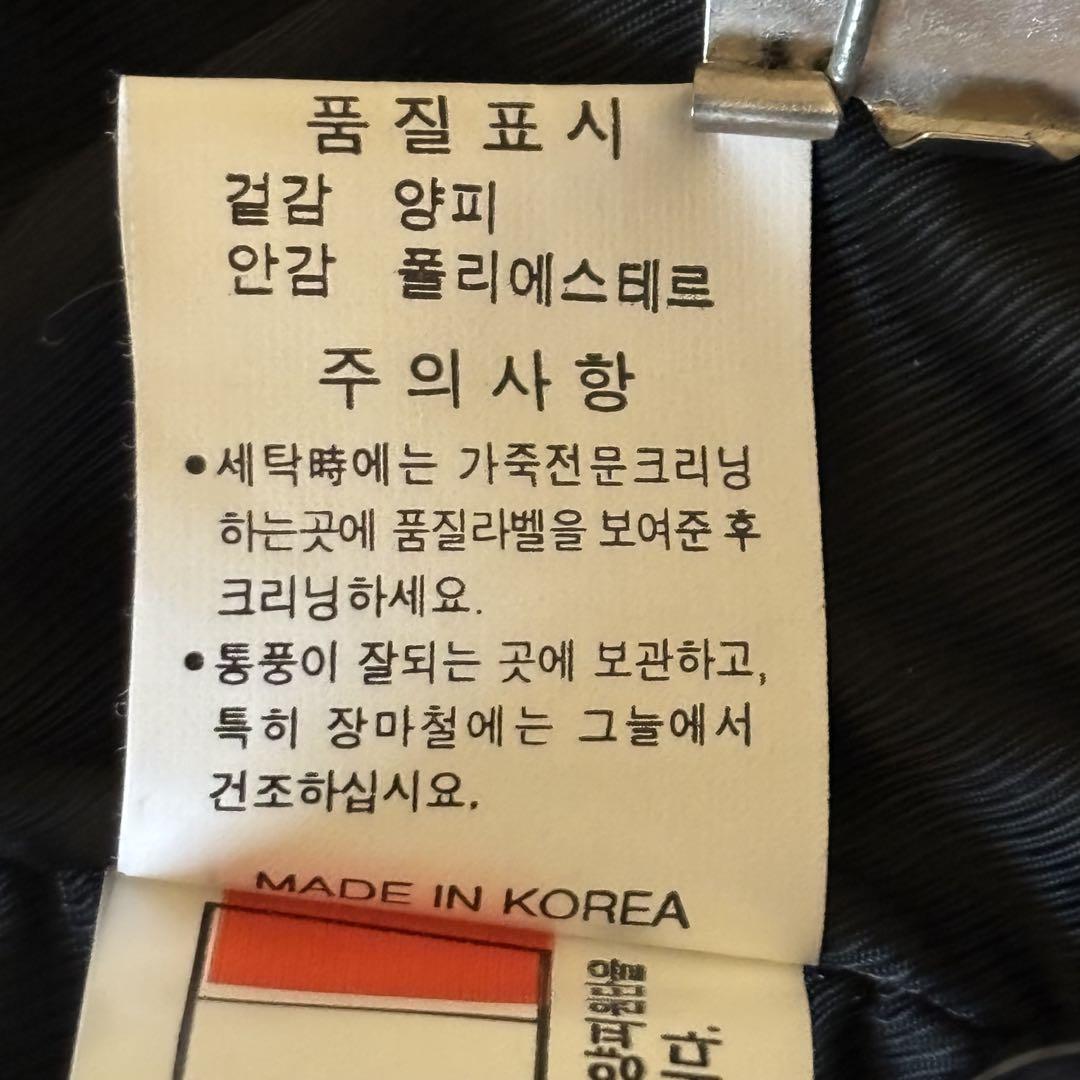 품질표시
겉감 양피
안감 폴리에스테르
주의사항
•세탁時에는 가죽전문크리닝
하는곳에 품질라벨을 보여준 후
크리닝하세요.
•통풍이 잘되는 곳에 보관하고,
특히 장마철에는 그늘에서
건조하십시요.
MADE IN KOREA